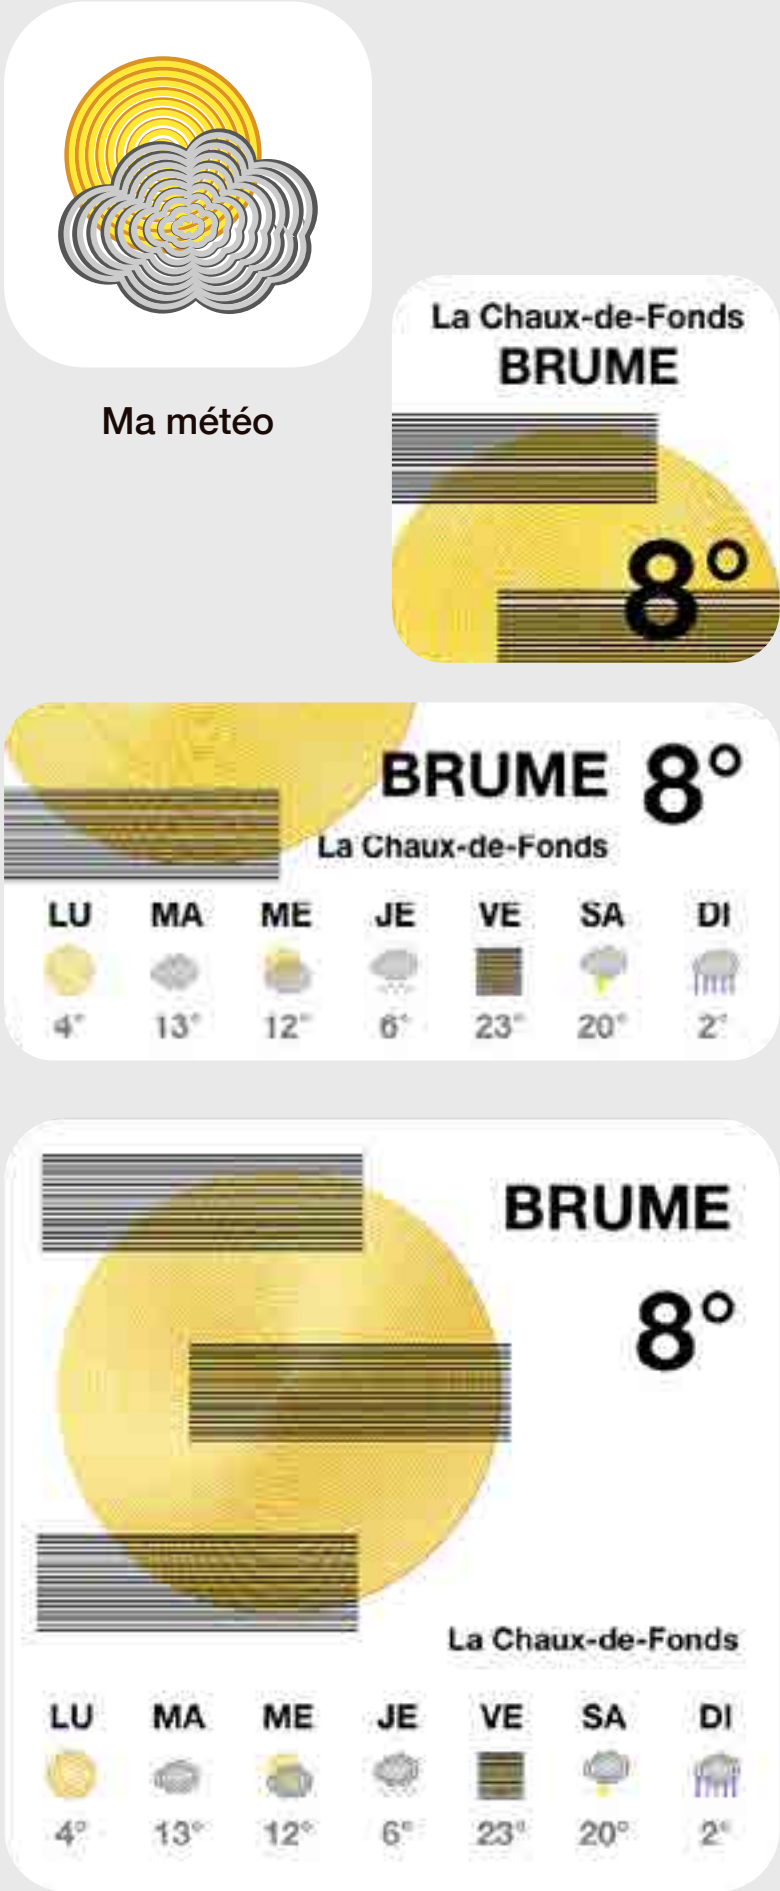 Ma météo
La Chaux-de-Fonds
BRUME
8°
BRUME 8°
La Chaux-de-Fonds
LU MA ME JE VE SA DI
4° 13° 12° 6° 23° 20° 2°
BRUME
8°
La Chaux-de-Fonds
LU MA ME JE VE SA DI
4° 13° 12° 6° 23° 20° 2°